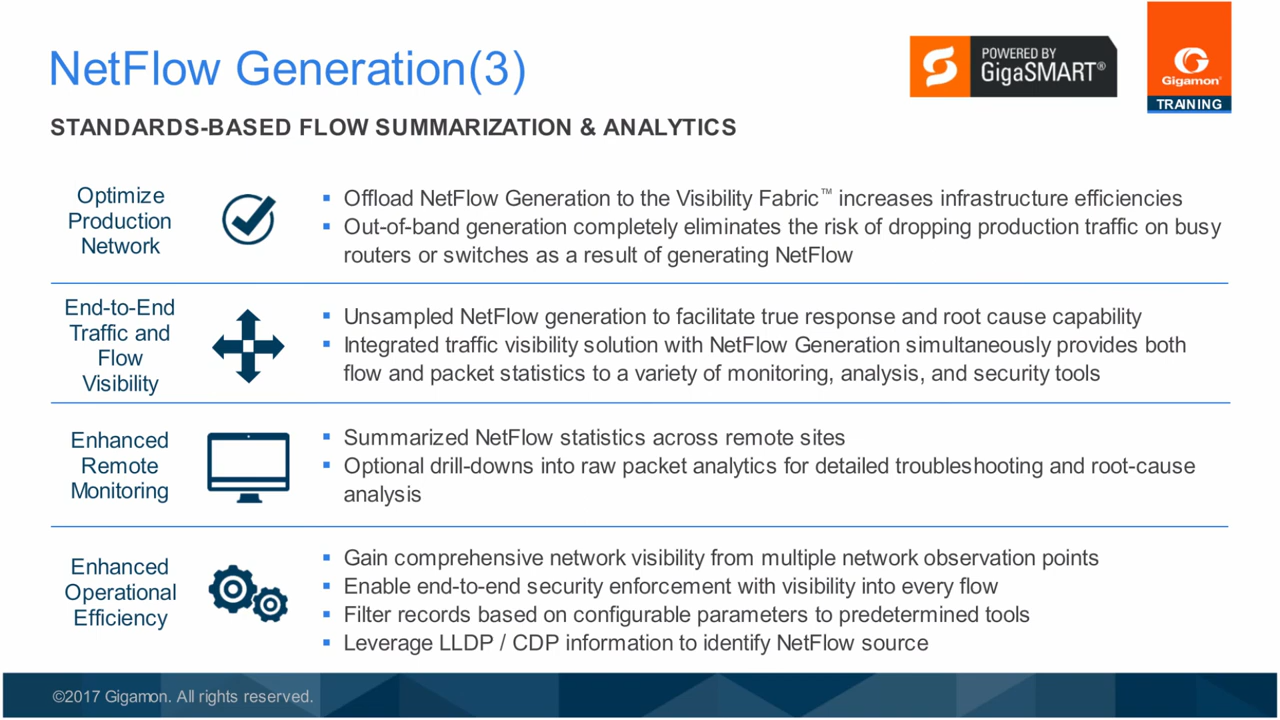 NetFlow Generation(3)
POWERED BY
GigaSMART®
Gigamon®
TRAINING
STANDARDS-BASED FLOW SUMMARIZATION & ANALYTICS
Optimize
Production
Network
▪ Offload NetFlow Generation to the Visibility Fabric™ increases infrastructure efficiencies
▪ Out-of-band generation completely eliminates the risk of dropping production traffic on busy
routers or switches as a result of generating NetFlow
End-to-End
Traffic and
Flow
Visibility
▪ Unsampled NetFlow generation to facilitate true response and root cause capability
▪ Integrated traffic visibility solution with NetFlow Generation simultaneously provides both
flow and packet statistics to a variety of monitoring, analysis, and security tools
Enhanced
Remote
Monitoring
▪ Summarized NetFlow statistics across remote sites
▪ Optional drill-downs into raw packet analytics for detailed troubleshooting and root-cause
analysis
Enhanced
Operational
Efficiency
▪ Gain comprehensive network visibility from multiple network observation points
▪ Enable end-to-end security enforcement with visibility into every flow
▪ Filter records based on configurable parameters to predetermined tools
▪ Leverage LLDP / CDP information to identify NetFlow source
©2017 Gigamon. All rights reserved.